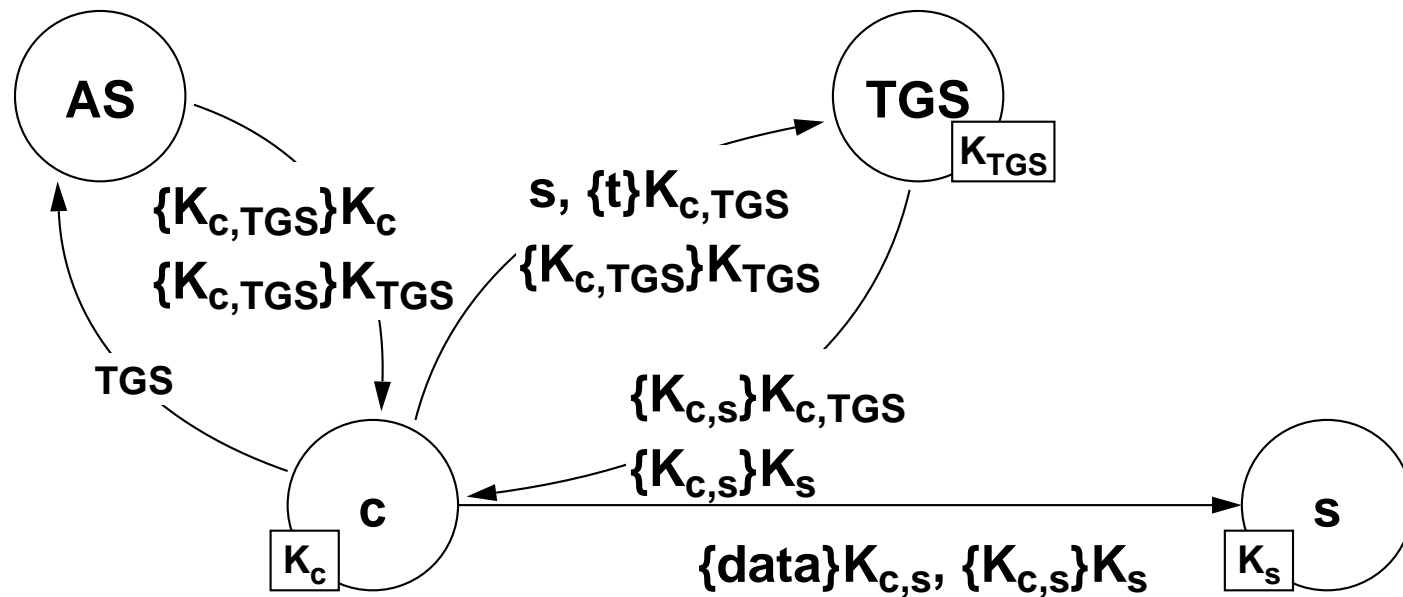 AS
TGS
K_TGS
{K_c,TGS}K_c
{K_c,TGS}K_TGS
s, {t}K_c,TGS
{K_c,TGS}K_TGS
TGS
{K_c,s}K_c,TGS
{K_c,s}K_s
c
K_c
s
K_s
{data}K_c,s, {K_c,s}K_s